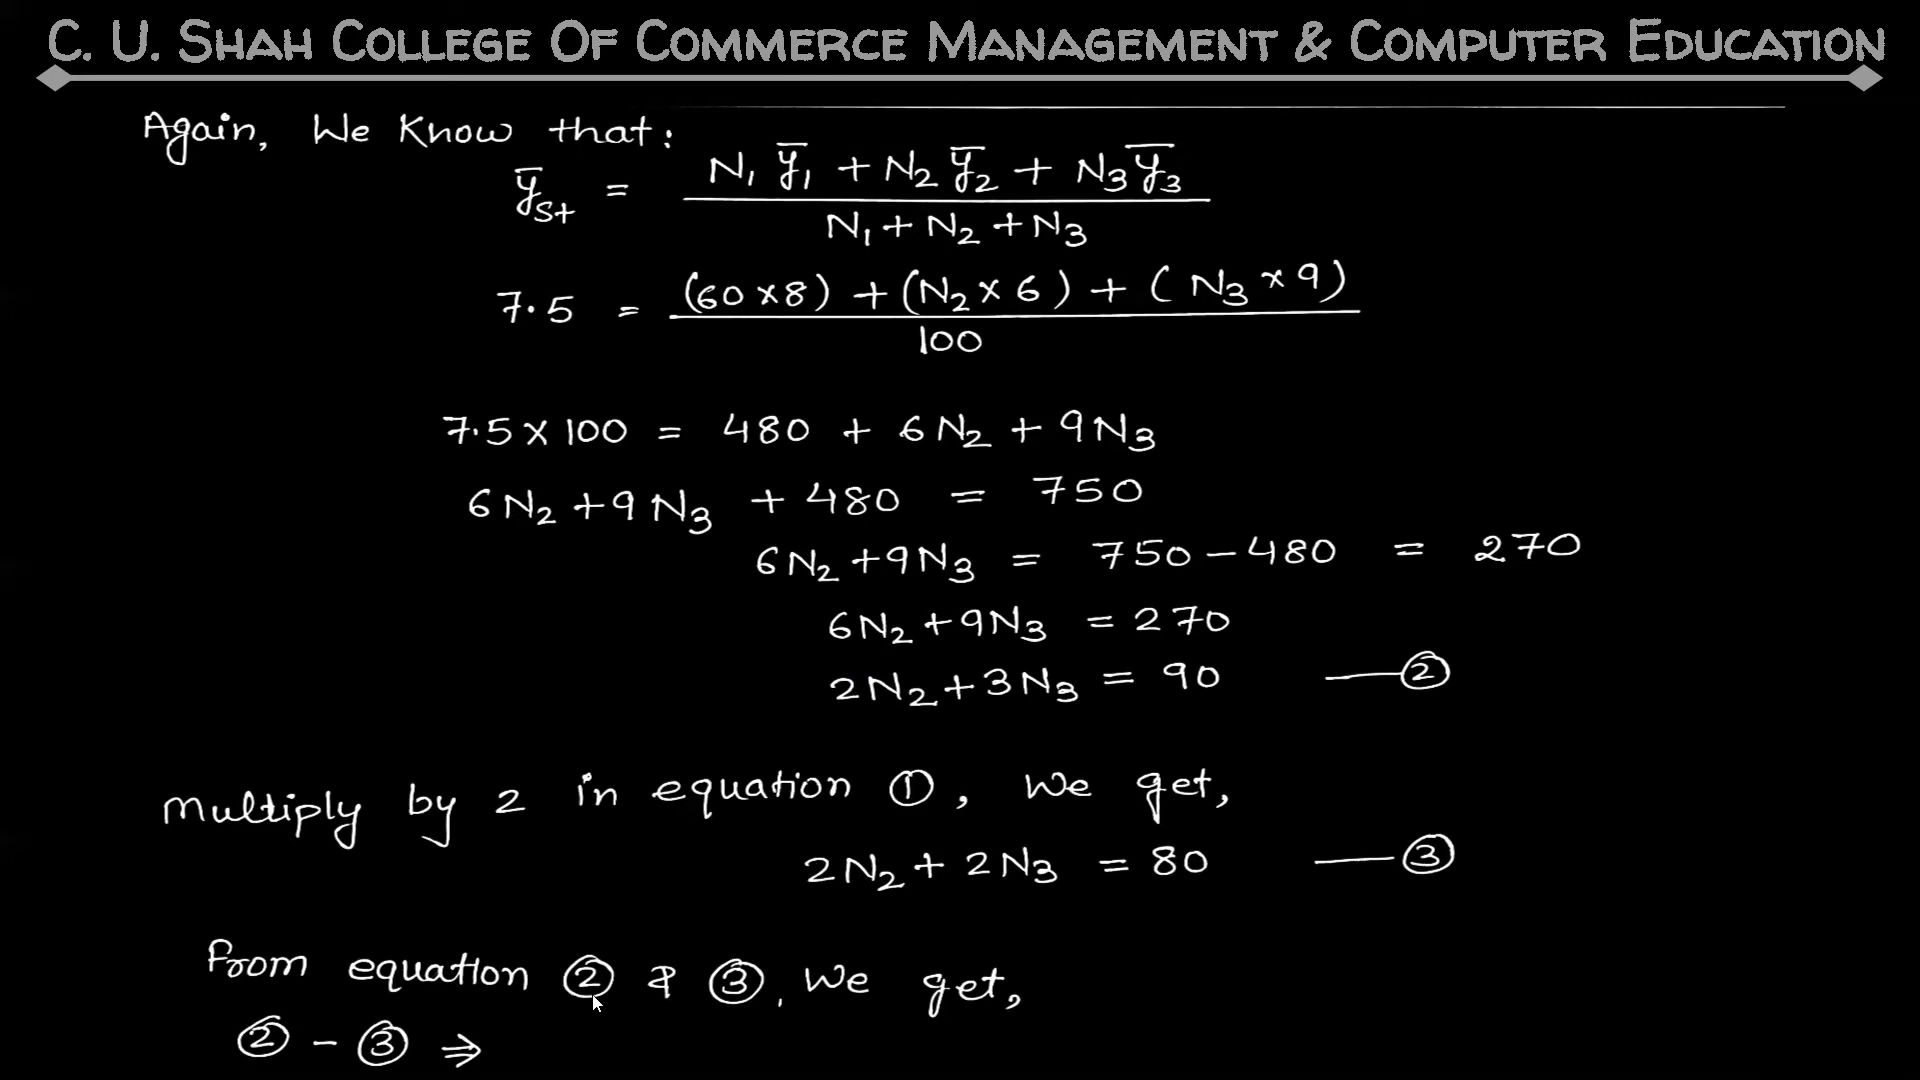 C. U. SHAH COLLEGE OF COMMERCE MANAGEMENT & COMPUTER EDUCATION
Again, We Know that:
ȳst = (N₁ȳ₁ + N₂ȳ₂ + N₃ȳ₃) / (N₁ + N₂ + N₃)
7.5 = ((60×8) + (N₂×6) + (N₃×9)) / 100
7.5 × 100 = 480 + 6N₂ + 9N₃
6N₂ + 9N₃ + 480 = 750
6N₂ + 9N₃ = 750 – 480 = 270
6N₂ + 9N₃ = 270
2N₂ + 3N₃ = 90 —②
Multiply by 2 in equation ①, We get,
2N₂ + 2N₃ = 80 —③
From equation ② & ③, We get,
② – ③ ⇒